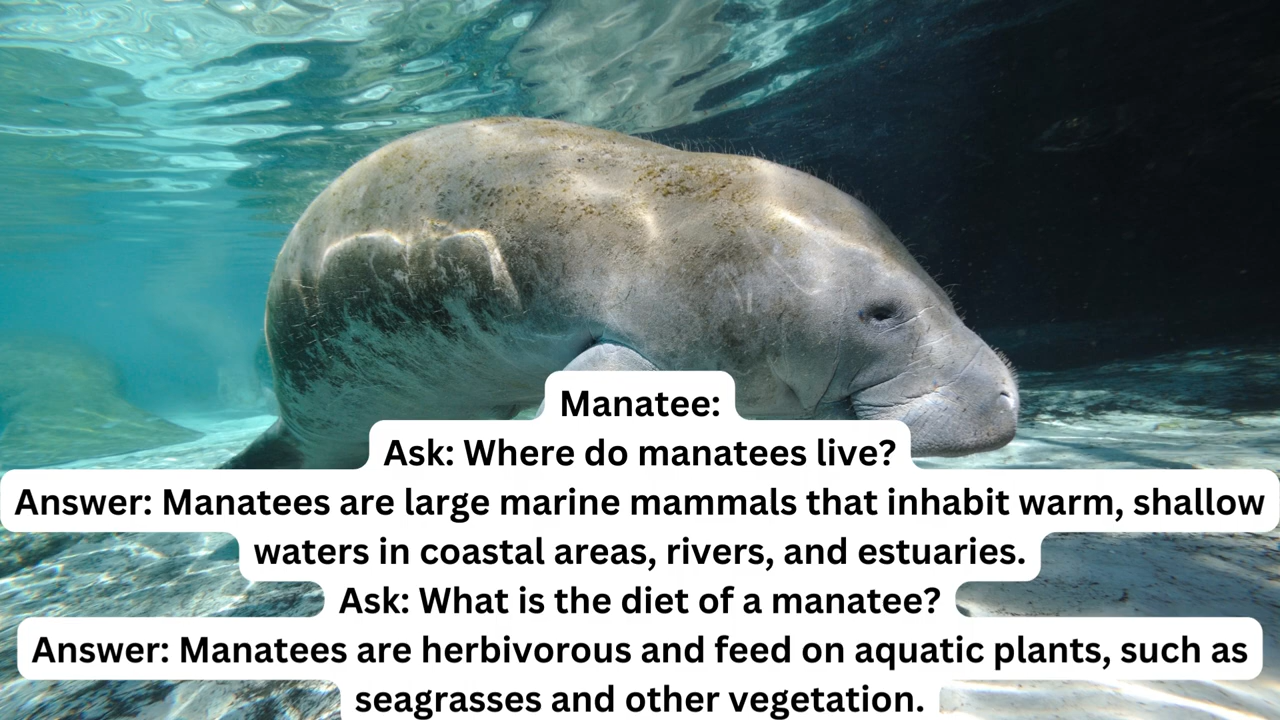 Manatee:
Ask: Where do manatees live?
Answer: Manatees are large marine mammals that inhabit warm, shallow
waters in coastal areas, rivers, and estuaries.
Ask: What is the diet of a manatee?
Answer: Manatees are herbivorous and feed on aquatic plants, such as
seagrasses and other vegetation.